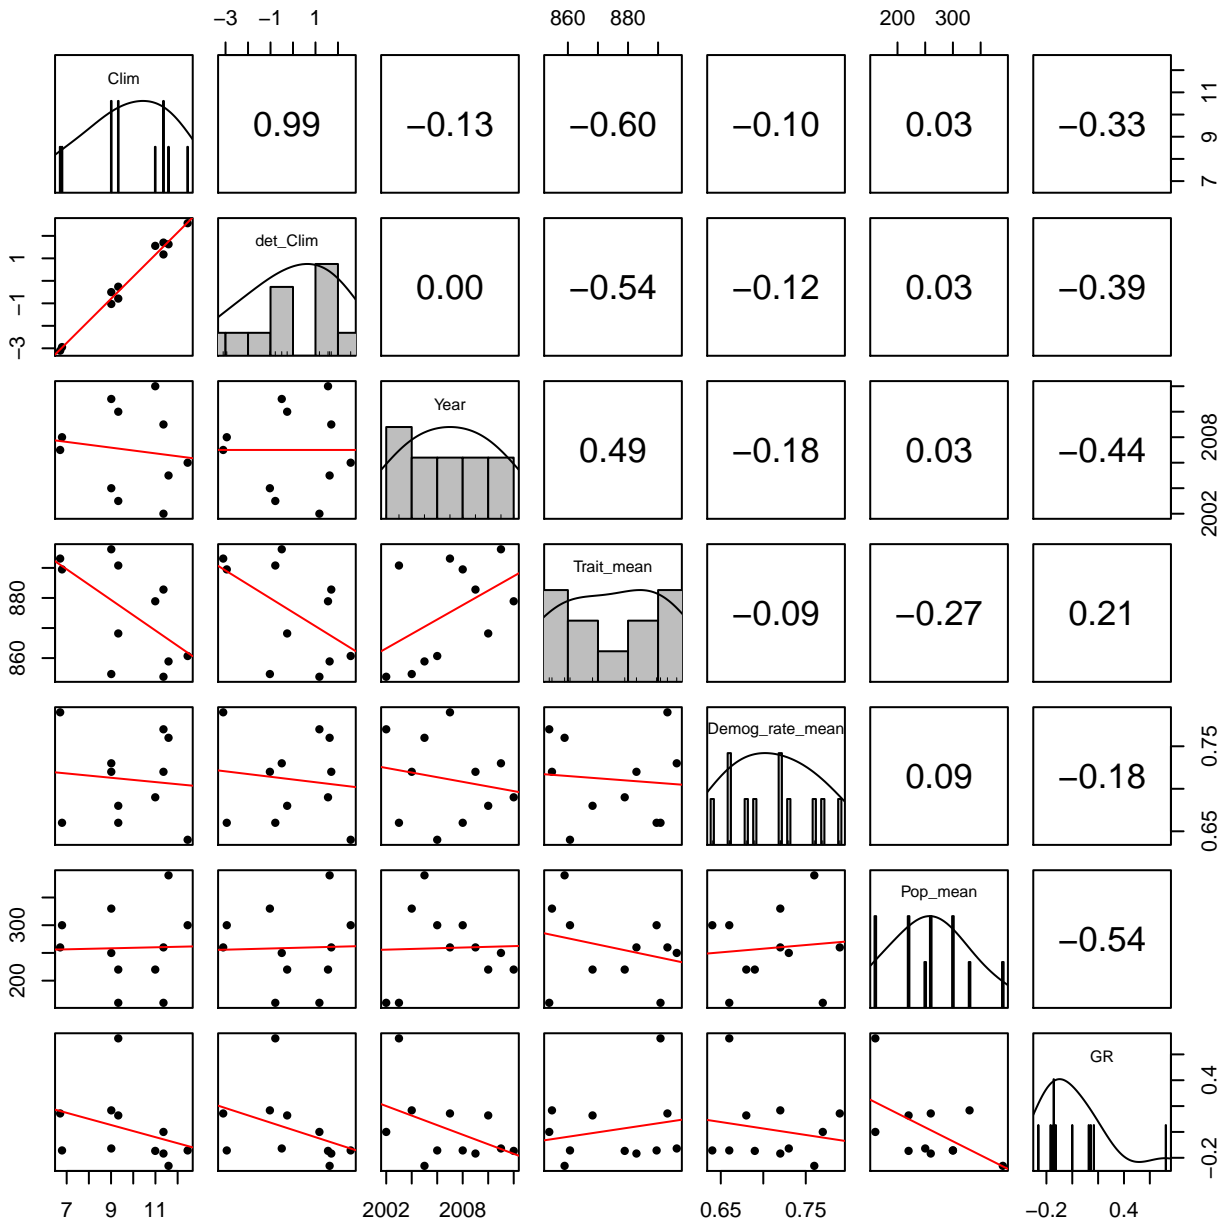 −3 −1 1 860 880 200 300
Clim 0.99 −0.13 −0.60 −0.10 0.03 −0.33 7 9 11
−3 −1 1 det_Clim 0.00 −0.54 −0.12 0.03 −0.39
Year 0.49 −0.18 0.03 −0.44 2002 2008
860 880 Trait_mean −0.09 −0.27 0.21
Demog_rate_mean 0.09 −0.18 0.65 0.75
200 300 Pop_mean −0.54
GR −0.2 0.4
7 9 11 2002 2008 0.65 0.75 −0.2 0.4